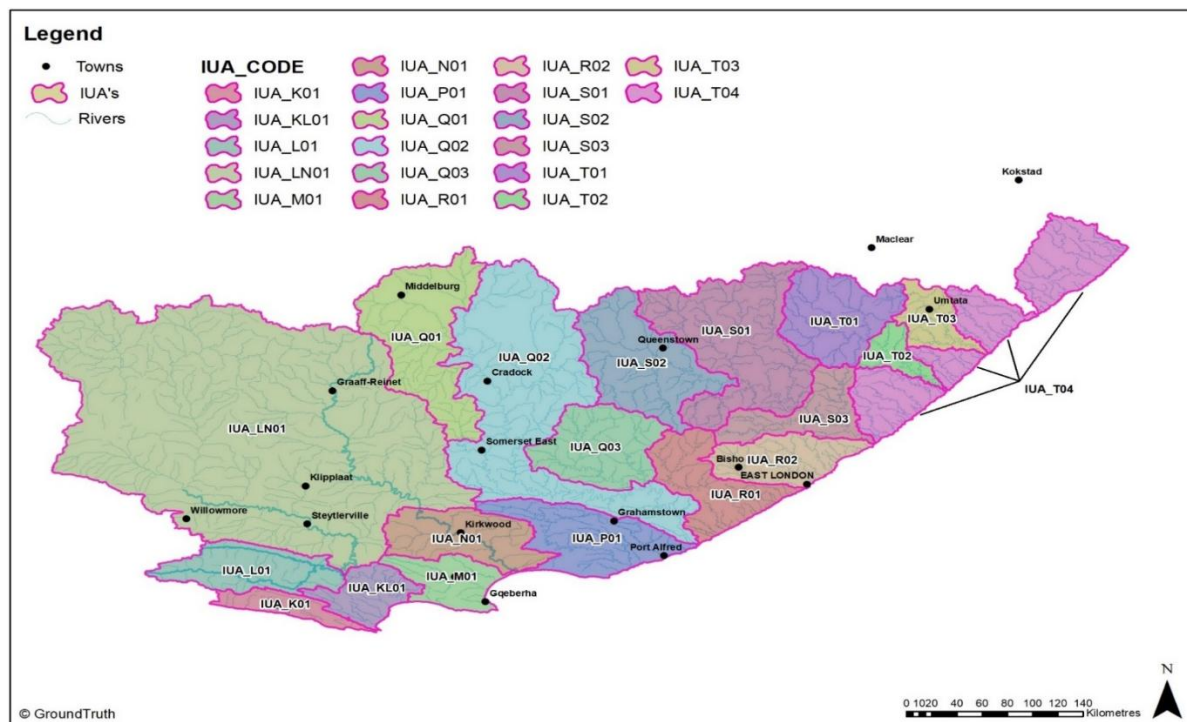 Legend
Towns
IUA's
Rivers
IUA_CODE
IUA_K01
IUA_KL01
IUA_L01
IUA_LN01
IUA_M01
IUA_N01
IUA_P01
IUA_Q01
IUA_Q02
IUA_Q03
IUA_R01
IUA_R02
IUA_S01
IUA_S02
IUA_S03
IUA_T01
IUA_T02
IUA_T03
IUA_T04
Kokstad
Maclear
Middelburg
Umtata
IUA_T03
IUA_T01
IUA_Q01
IUA_S01
Queenstown
IUA_Q02
IUA_S02
IUA_T02
Cradock
Graaff-Reinet
IUA_T04
IUA_S03
IUA_LN01
Somerset East
IUA_Q03
Bisho
IUA_R02
EAST LONDON
Klipplaat
IUA_R01
Willowmore
Steytlerville
Grahamstown
Kirkwood
IUA_N01
IUA_P01
Port Alfred
IUA_L01
IUA_M01
IUA_KL01
Gqeberha
IUA_K01
N
© GroundTruth
0 1020 40 60 80 100 120 140
Kilometres